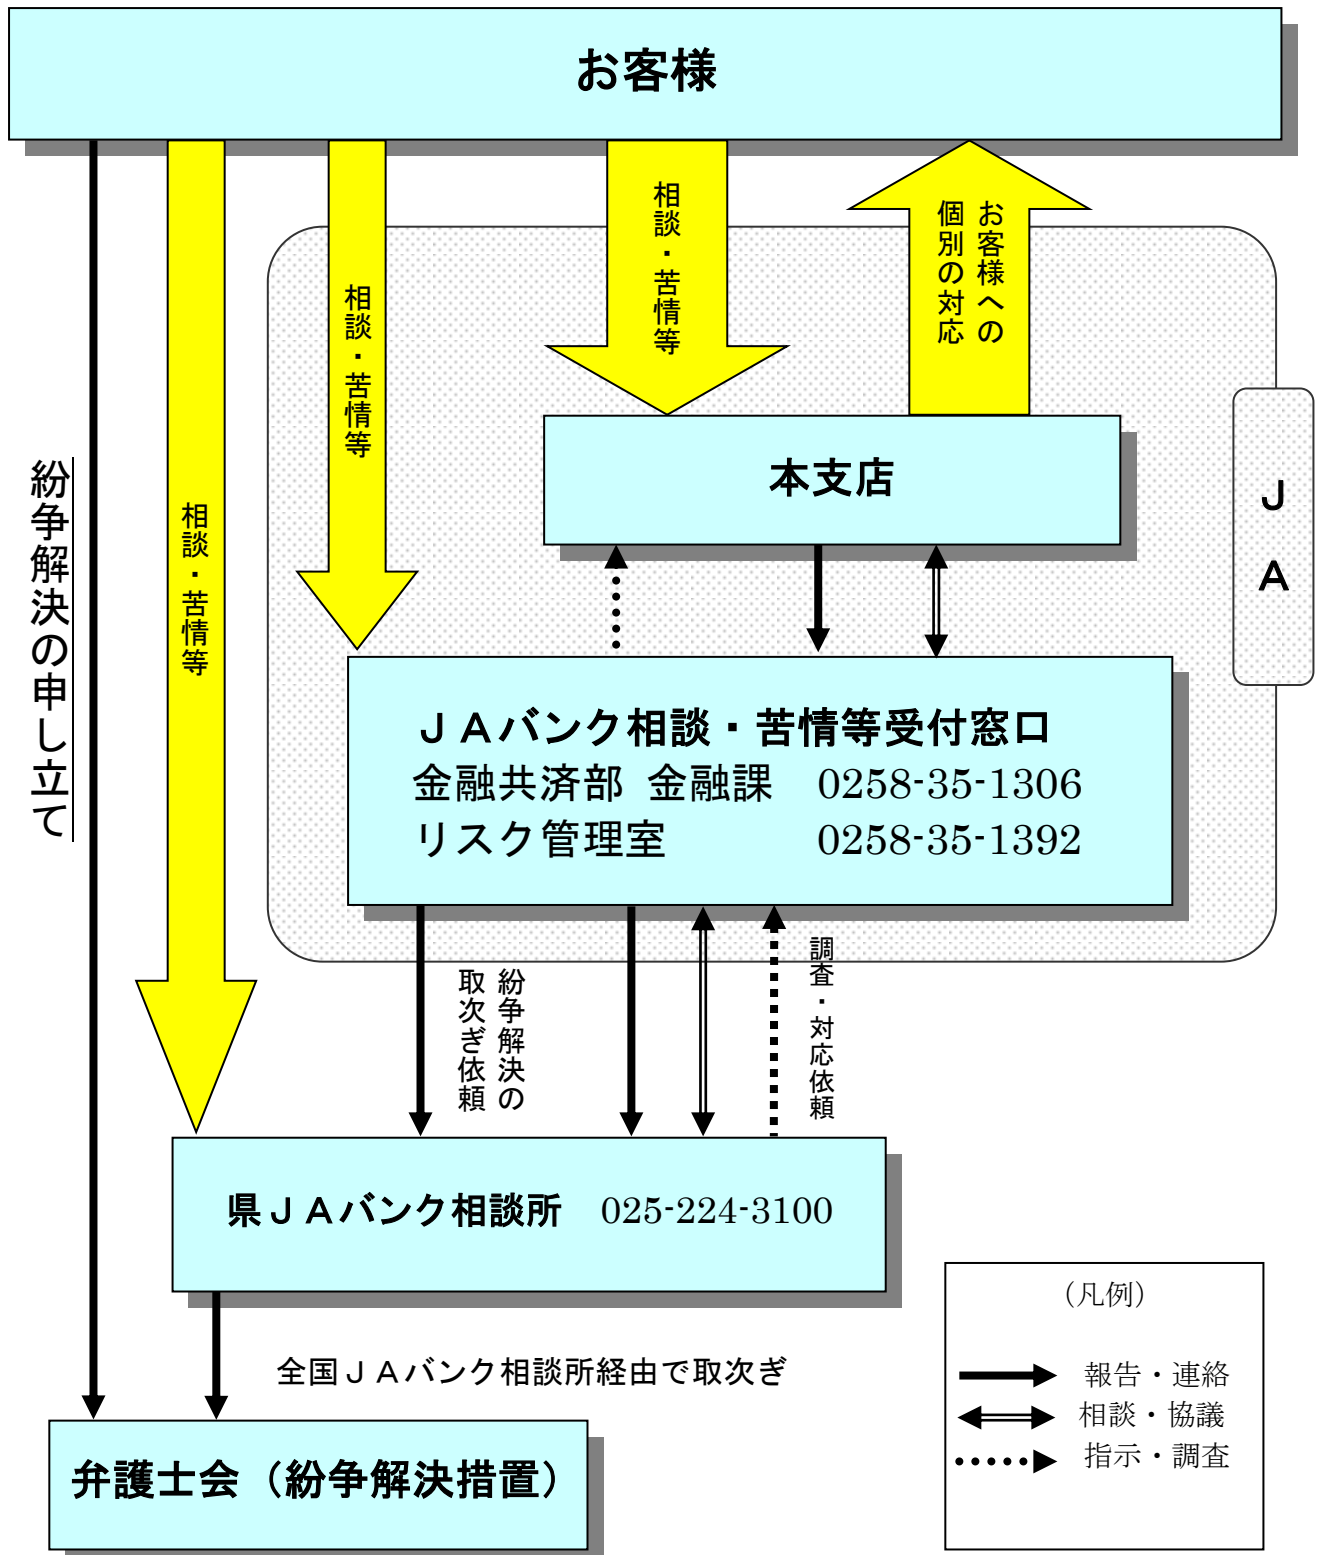 お客様
相談・苦情等
お客様への
個別の対応
相談・苦情等
相談・苦情等
紛争解決の申し立て
本支店
ＪＡ
ＪＡバンク相談・苦情等受付窓口
金融共済部 金融課　0258-35-1306
リスク管理室　0258-35-1392
紛争解決の
取次ぎ依頼
調査・対応依頼
県ＪＡバンク相談所　025-224-3100
全国ＪＡバンク相談所経由で取次ぎ
弁護士会（紛争解決措置）
（凡例）
報告・連絡
相談・協議
指示・調査